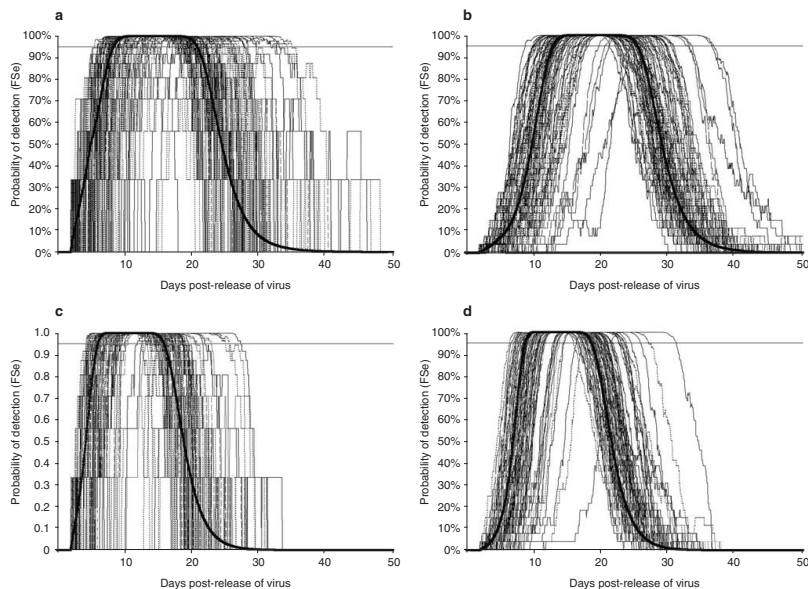 a
100%
90%
80%
70%
60%
50%
40%
30%
20%
10%
0%
Probability of detection (FSe)
10 20 30 40 50
Days post-release of virus
b
100%
90%
80%
70%
60%
50%
40%
30%
20%
10%
0%
Probability of detection (FSe)
10 20 30 40 50
Days post-release of virus
c
1.0
0.9
0.8
0.7
0.6
0.5
0.4
0.3
0.2
0.1
0
Probability of detection (FSe)
10 20 30 40 50
Days post-release of virus
d
100%
90%
80%
70%
60%
50%
40%
30%
20%
10%
0%
Probability of detection (FSe)
10 20 30 40 50
Days post-release of virus